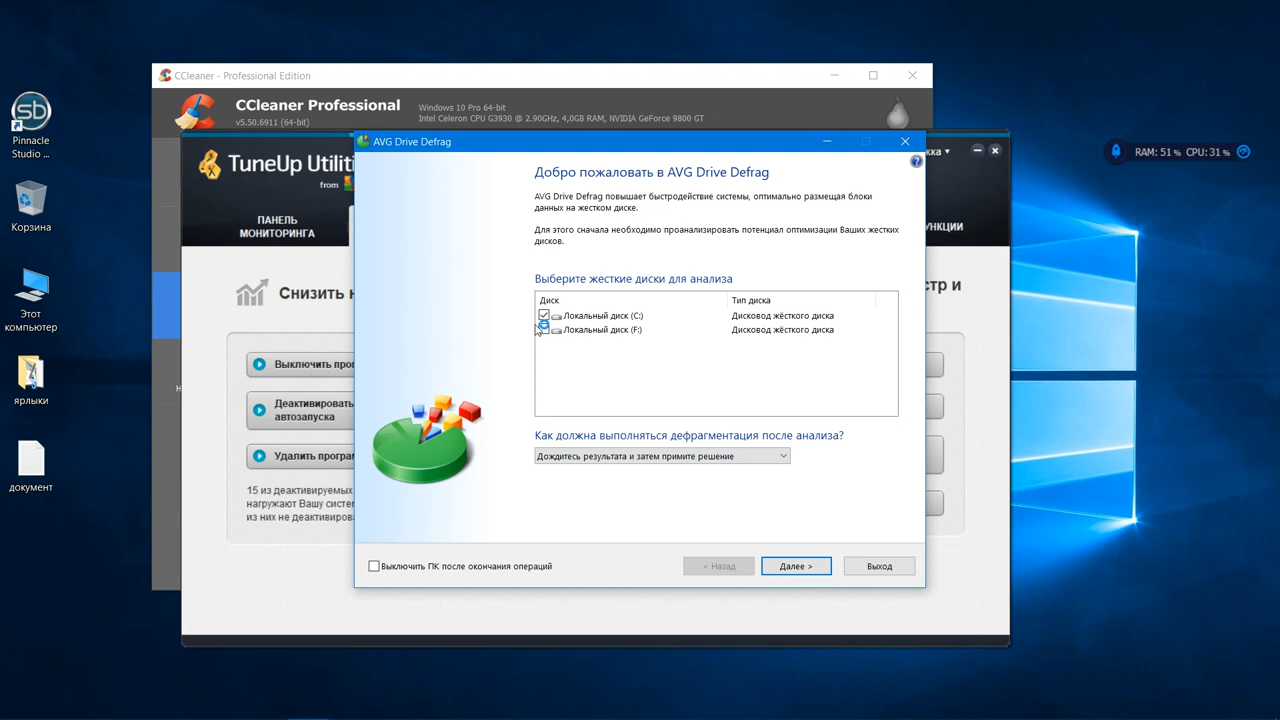 Pinnacle
Studio ...
Корзина
Этот
компьютер
ярлыки
документ
CCleaner - Professional Edition
CCleaner Professional
v5.50.6911 (64-bit)
Windows 10 Pro 64-bit
Intel Celeron CPU G3930 @ 2.90GHz, 4,0GB RAM, NVIDIA GeForce 9800 GT
TuneUp Utiliti
from
ПАНЕЛЬ
МОНИТОРИНГА
УНКЦИИ
Снизить н
стр и
Выключить прог
Деактивировать
автозапуска
Удалить програм
15 из деактивируемых
нагружают Вашу систем
из них не деактивирова
AVG Drive Defrag
Добро пожаловать в AVG Drive Defrag
AVG Drive Defrag повышает быстродействие системы, оптимально размещая блоки
данных на жестком диске.
Для этого сначала необходимо проанализировать потенциал оптимизации Ваших жестких
дисков.
Выберите жесткие диски для анализа
Диск Тип диска
Локальный диск (C:) Дисковод жёсткого диска
Локальный диск (F:) Дисковод жёсткого диска
Как должна выполняться дефрагментация после анализа?
Дождитесь результата и затем примите решение
Выключить ПК после окончания операций
< Назад
Далее >
Выход
RAM: 51% CPU: 31%